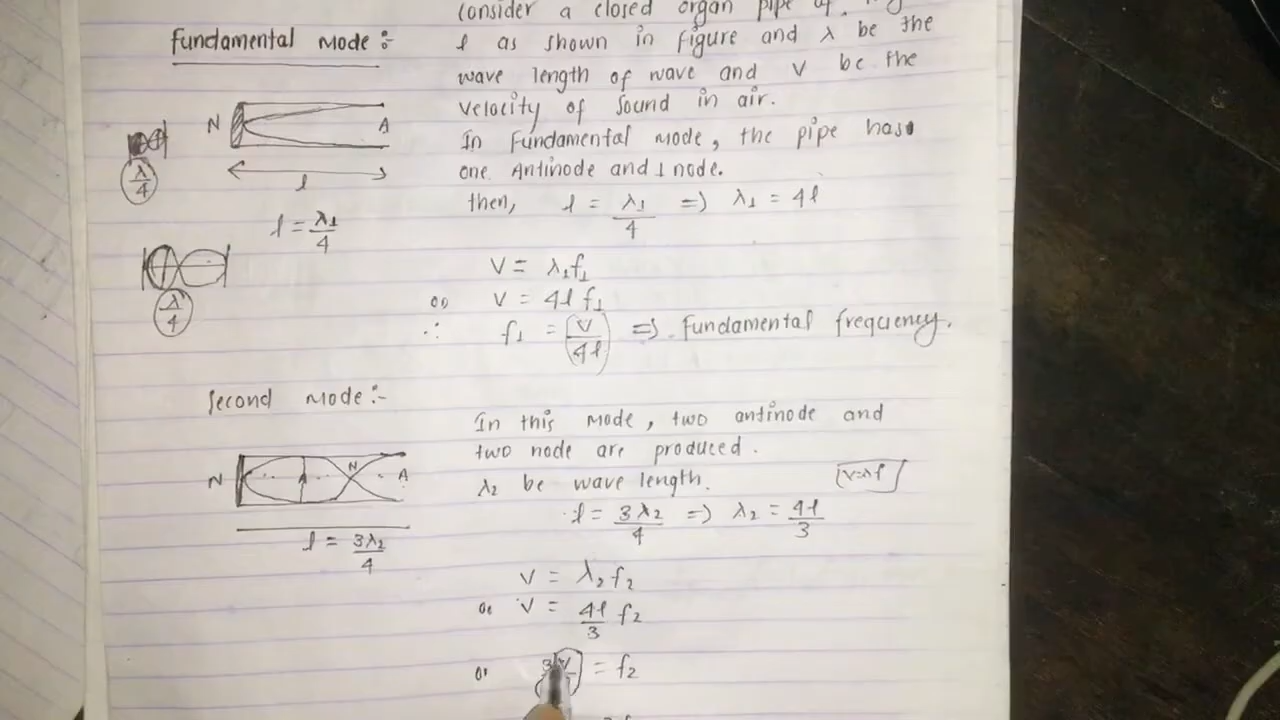 consider a closed organ pipe of
Fundamental Mode :-
l as shown in figure and λ be the
wave length of wave and V be the
velocity of sound in air.
N A
In Fundamental mode, the pipe has
one Antinode and 1 node.
λ/4
l
then, l = λ₁/4 => λ₁ = 4l
l = λ₁/4
V = λ₁f₁
λ/4
or V = 4l f₁
∴ f₁ = V/4l => Fundamental frequency.
Second Mode :-
In this Mode, two antinode and
two node are produced.
N N A
λ₂ be wave length.
V=λf
l = 3λ₂/4 => λ₂ = 4l/3
l = 3λ₂/4
V = λ₂f₂
or V = 4l/3 f₂
or 3V = f₂